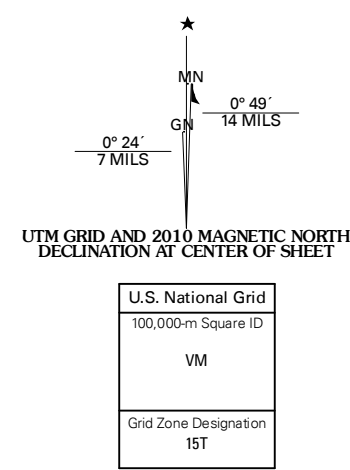 ★
MN
0° 49´
14 MILS
GN
0° 24´
7 MILS
UTM GRID AND 2010 MAGNETIC NORTH
DECLINATION AT CENTER OF SHEET
U.S. National Grid
100,000-m Square ID
VM
Grid Zone Designation
15T